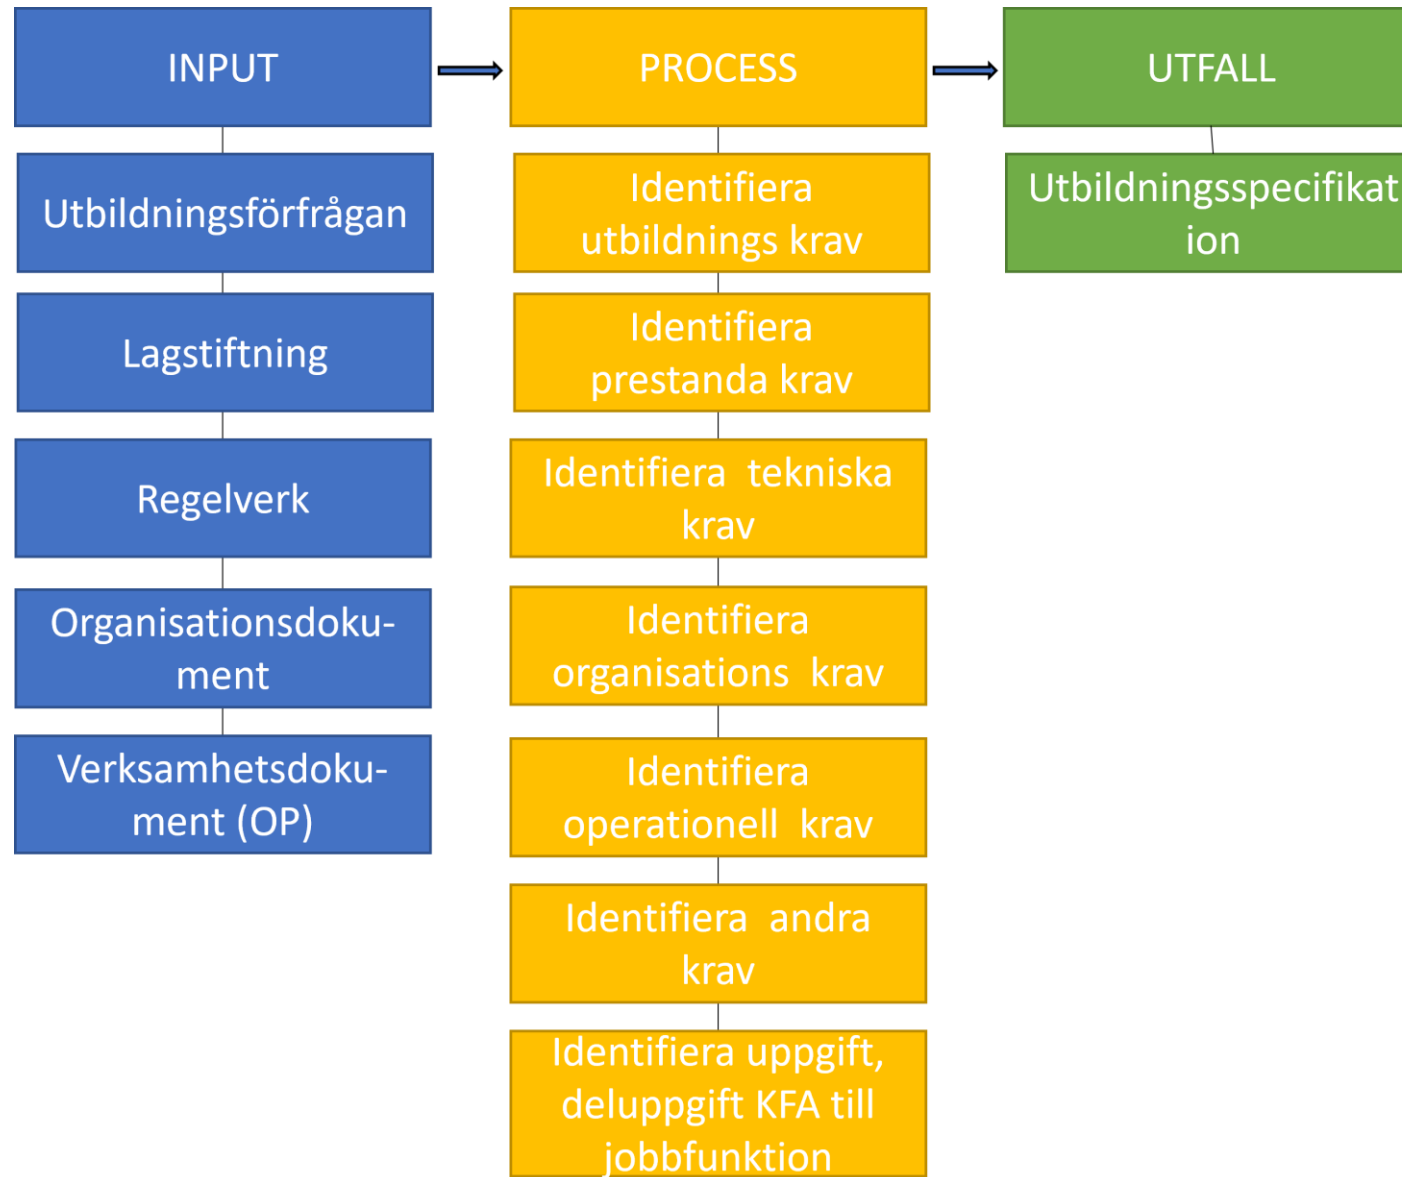 INPUT
Utbildningsförfrågan
Lagstiftning
Regelverk
Organisationsdoku-
ment
Verksamhetsdoku-
ment (OP)
PROCESS
Identifiera
utbildnings krav
Identifiera
prestanda krav
Identifiera  tekniska
krav
Identifiera
organisations  krav
Identifiera
operationell  krav
Identifiera  andra
krav
Identifiera uppgift,
deluppgift KFA till
jobbfunktion
UTFALL
Utbildningsspecifikat
ion